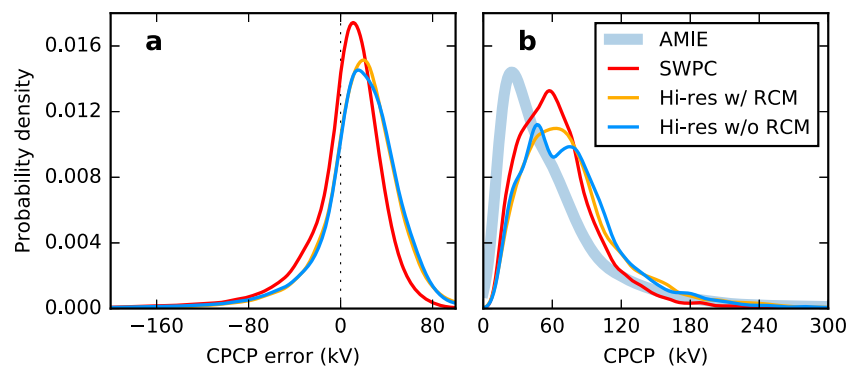 a
b
0.016
0.012
0.008
0.004
0.000
Probability density
−160
−80
0
80
CPCP error (kV)
AMIE
SWPC
Hi-res w/ RCM
Hi-res w/o RCM
0
60
120
180
240
300
CPCP (kV)